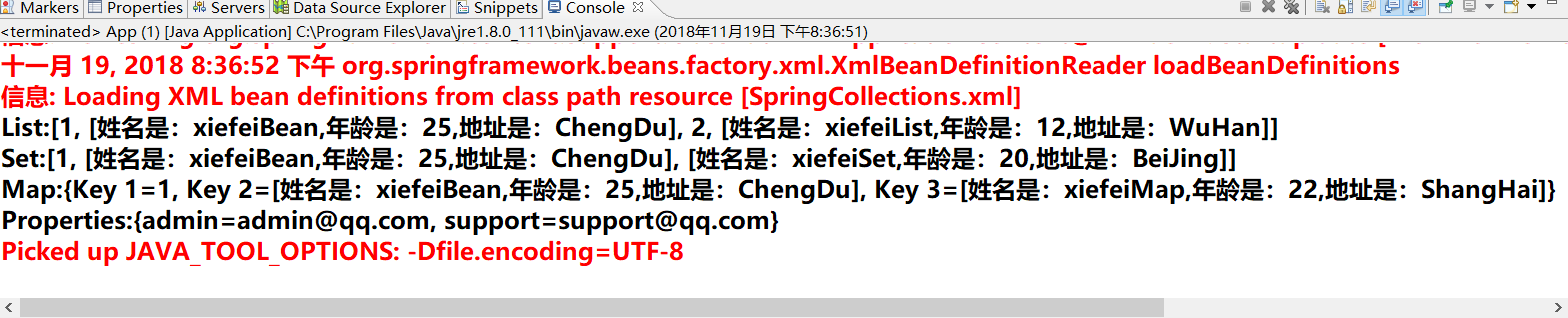 Markers Properties Servers Data Source Explorer Snippets Console
<terminated> App (1) [Java Application] C:\Program Files\Java\jre1.8.0_111\bin\javaw.exe (2018年11月19日 下午8:36:51)
十一月 19, 2018 8:36:52 下午 org.springframework.beans.factory.xml.XmlBeanDefinitionReader loadBeanDefinitions
信息: Loading XML bean definitions from class path resource [SpringCollections.xml]
List:[1, [姓名是：xiefeiBean,年龄是：25,地址是：ChengDu], 2, [姓名是：xiefeiList,年龄是：12,地址是：WuHan]]
Set:[1, [姓名是：xiefeiBean,年龄是：25,地址是：ChengDu], [姓名是：xiefeiSet,年龄是：20,地址是：BeiJing]]
Map:{Key 1=1, Key 2=[姓名是：xiefeiBean,年龄是：25,地址是：ChengDu], Key 3=[姓名是：xiefeiMap,年龄是：22,地址是：ShangHai]}
Properties:{admin=admin@qq.com, support=support@qq.com}
Picked up JAVA_TOOL_OPTIONS: -Dfile.encoding=UTF-8